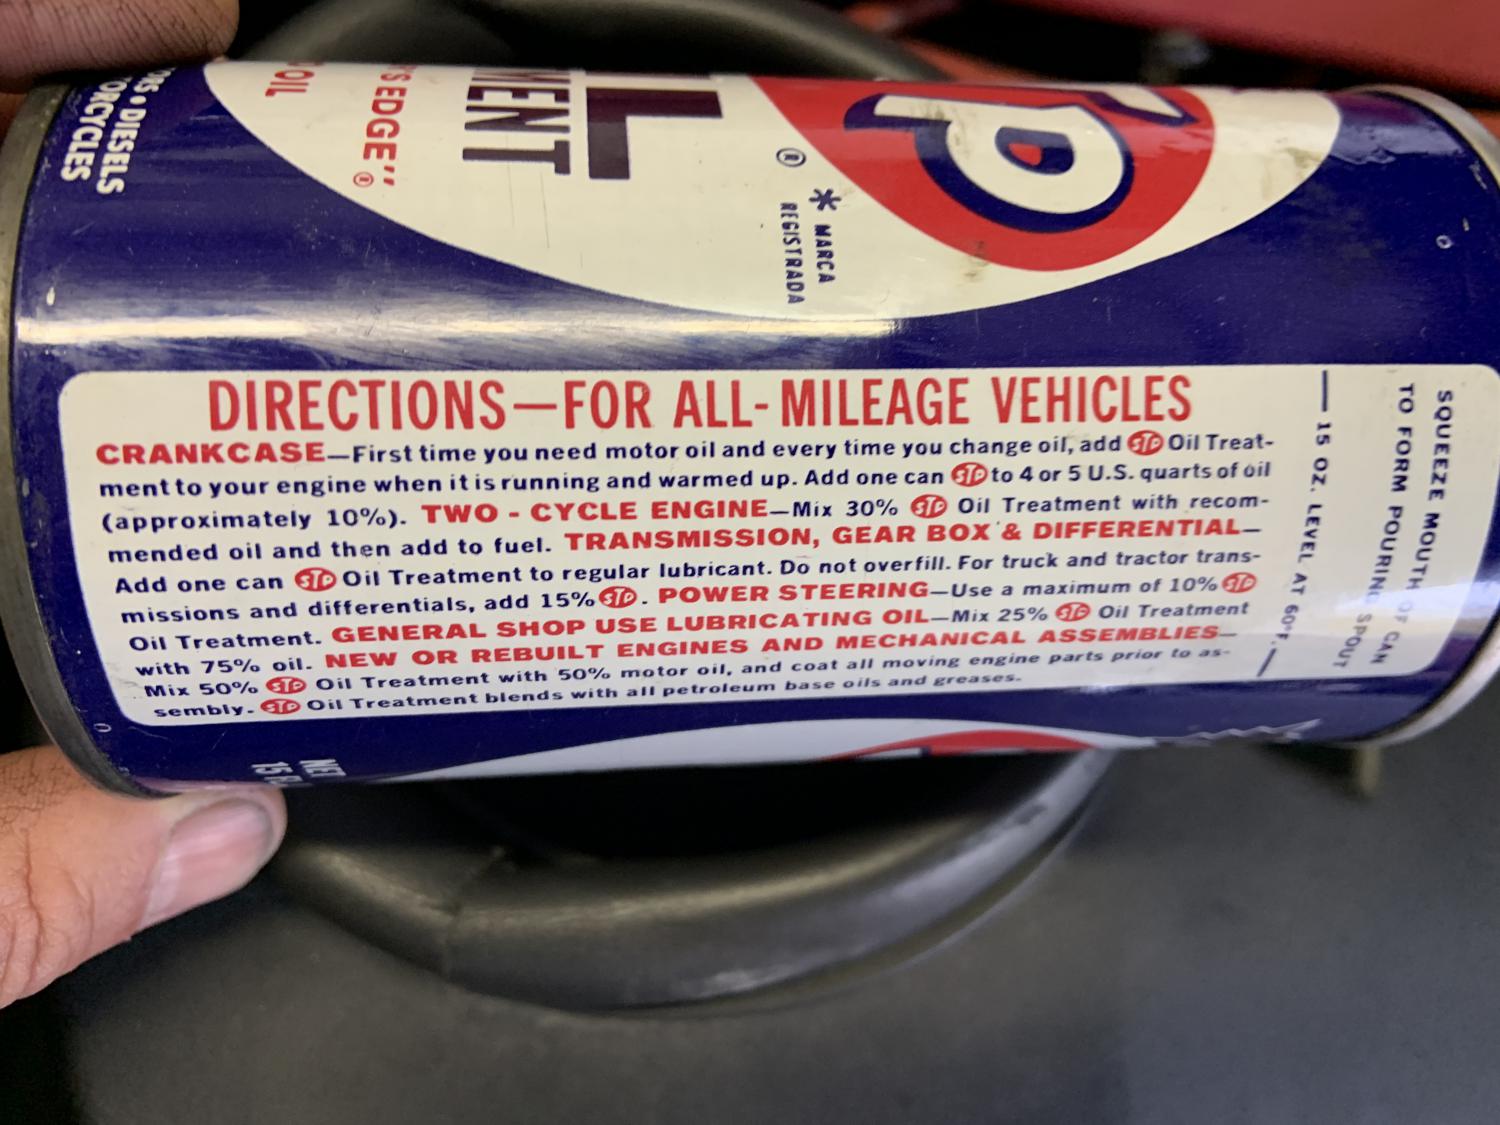 DIRECTIONS—FOR ALL-MILEAGE VEHICLES
CRANKCASE—First time you need motor oil and every time you change oil, add STP Oil Treat-
ment to your engine when it is running and warmed up. Add one can STP to 4 or 5 U.S. quarts of oil
(approximately 10%). TWO - CYCLE ENGINE—Mix 30% STP Oil Treatment with recom-
mended oil and then add to fuel. TRANSMISSION, GEAR BOX & DIFFERENTIAL—
Add one can STP Oil Treatment to regular lubricant. Do not overfill. For truck and tractor trans-
missions and differentials, add 15% STP. POWER STEERING—Use a maximum of 10% STP
Oil Treatment. GENERAL SHOP USE LUBRICATING OIL—Mix 25% STP Oil Treatment
with 75% oil. NEW OR REBUILT ENGINES AND MECHANICAL ASSEMBLIES—
Mix 50% STP Oil Treatment with 50% motor oil, and coat all moving engine parts prior to as-
sembly. STP Oil Treatment blends with all petroleum base oils and greases.
SQUEEZE MOUTH OF CAN
TO FORM POURING SPOUT
— 15 OZ. LEVEL AT 60°F. —
TP
®
* MARCA
REGISTRADA
L
MENT
'S EDGE" ®
OIL
• DIESELS
ORCYCLES
NET
15